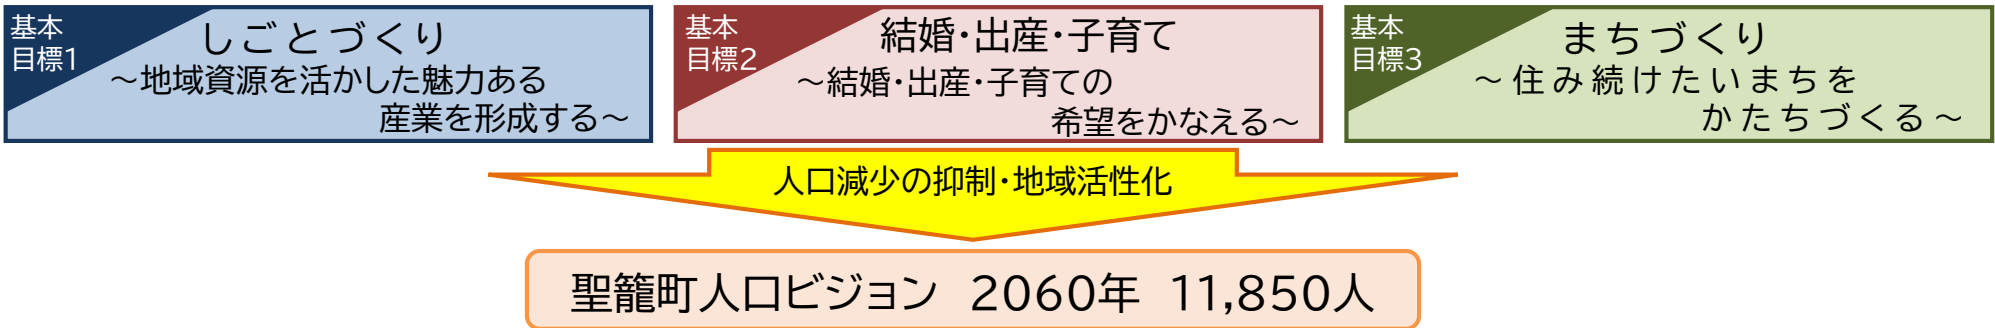 基本
目標1
しごとづくり
～地域資源を活かした魅力ある
産業を形成する～
基本
目標2
結婚・出産・子育て
～結婚・出産・子育ての
希望をかなえる～
基本
目標3
まちづくり
～住み続けたいまちを
かたちづくる～
人口減少の抑制・地域活性化
聖籠町人口ビジョン　2060年　11,850人